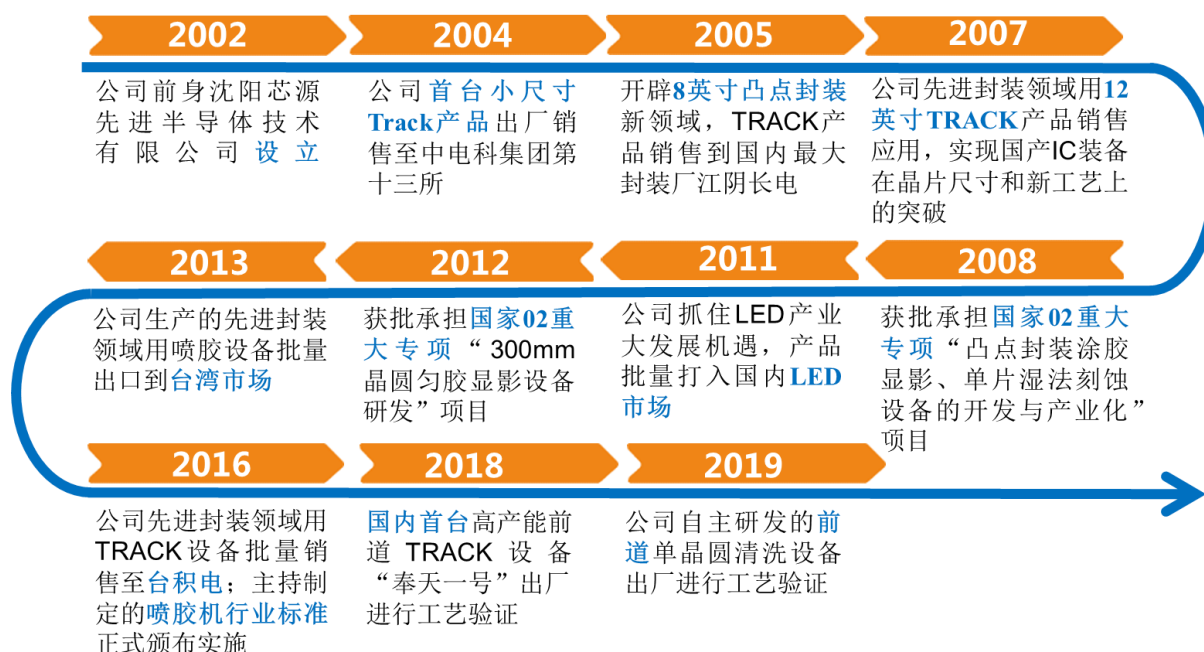 2002
公司前身沈阳芯源
先进半导体技术
有限公司设立
2004
公司首台小尺寸
Track产品出厂销
售至中电科集团第
十三所
2005
开辟8英寸凸点封装
新领域，TRACK产
品销售到国内最大
封装厂江阴长电
2007
公司先进封装领域用12
英寸TRACK产品销售
应用，实现国产IC装备
在晶片尺寸和新工艺上
的突破
2008
获批承担国家02重大
专项“凸点封装涂胶
显影、单片湿法刻蚀
设备的开发与产业化”
项目
2011
公司抓住LED产业
大发展机遇，产品
批量打入国内LED
市场
2012
获批承担国家02重
大专项“300mm
晶圆匀胶显影设备
研发”项目
2013
公司生产的先进封装
领域用喷胶设备批量
出口到台湾市场
2016
公司先进封装领域用
TRACK设备批量销
售至台积电；主持制
定的喷胶机行业标准
正式颁布实施
2018
国内首台高产能前
道TRACK设备
“奉天一号”出厂
进行工艺验证
2019
公司自主研发的前
道单晶圆清洗设备
出厂进行工艺验证